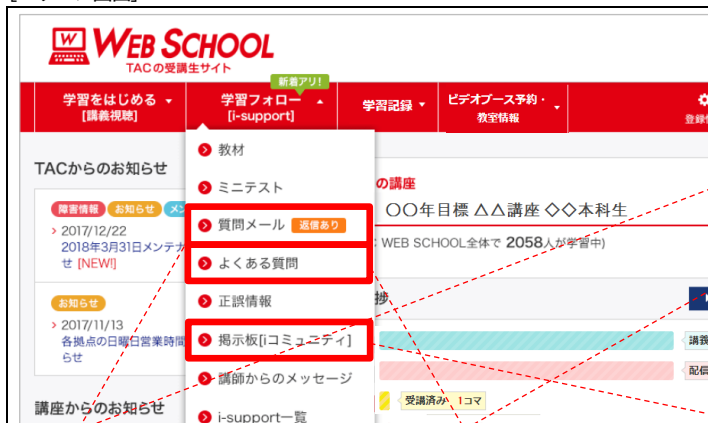 WEB SCHOOL
TACの受講生サイト
新着アリ!
学習をはじめる
[講義視聴]
学習フォロー
[i-support]
学習記録
ビデオブース予約・
教室情報
TACからのお知らせ
障害情報 お知らせ
2017/12/22
2018年3月31日メンテナ
せ [NEW!]
お知らせ
2017/11/13
各拠点の日曜日営業時間
らせ
講座からのお知らせ
教材
ミニテスト
質問メール 返信あり
よくある質問
正誤情報
掲示板[iコミュニティ]
講師からのメッセージ
i-support一覧
の講座
〇〇年目標 △△講座 ◇◇本科生
WEB SCHOOL全体で 2058人が学習中)
捗
講義
配信
受講済み 1コマ